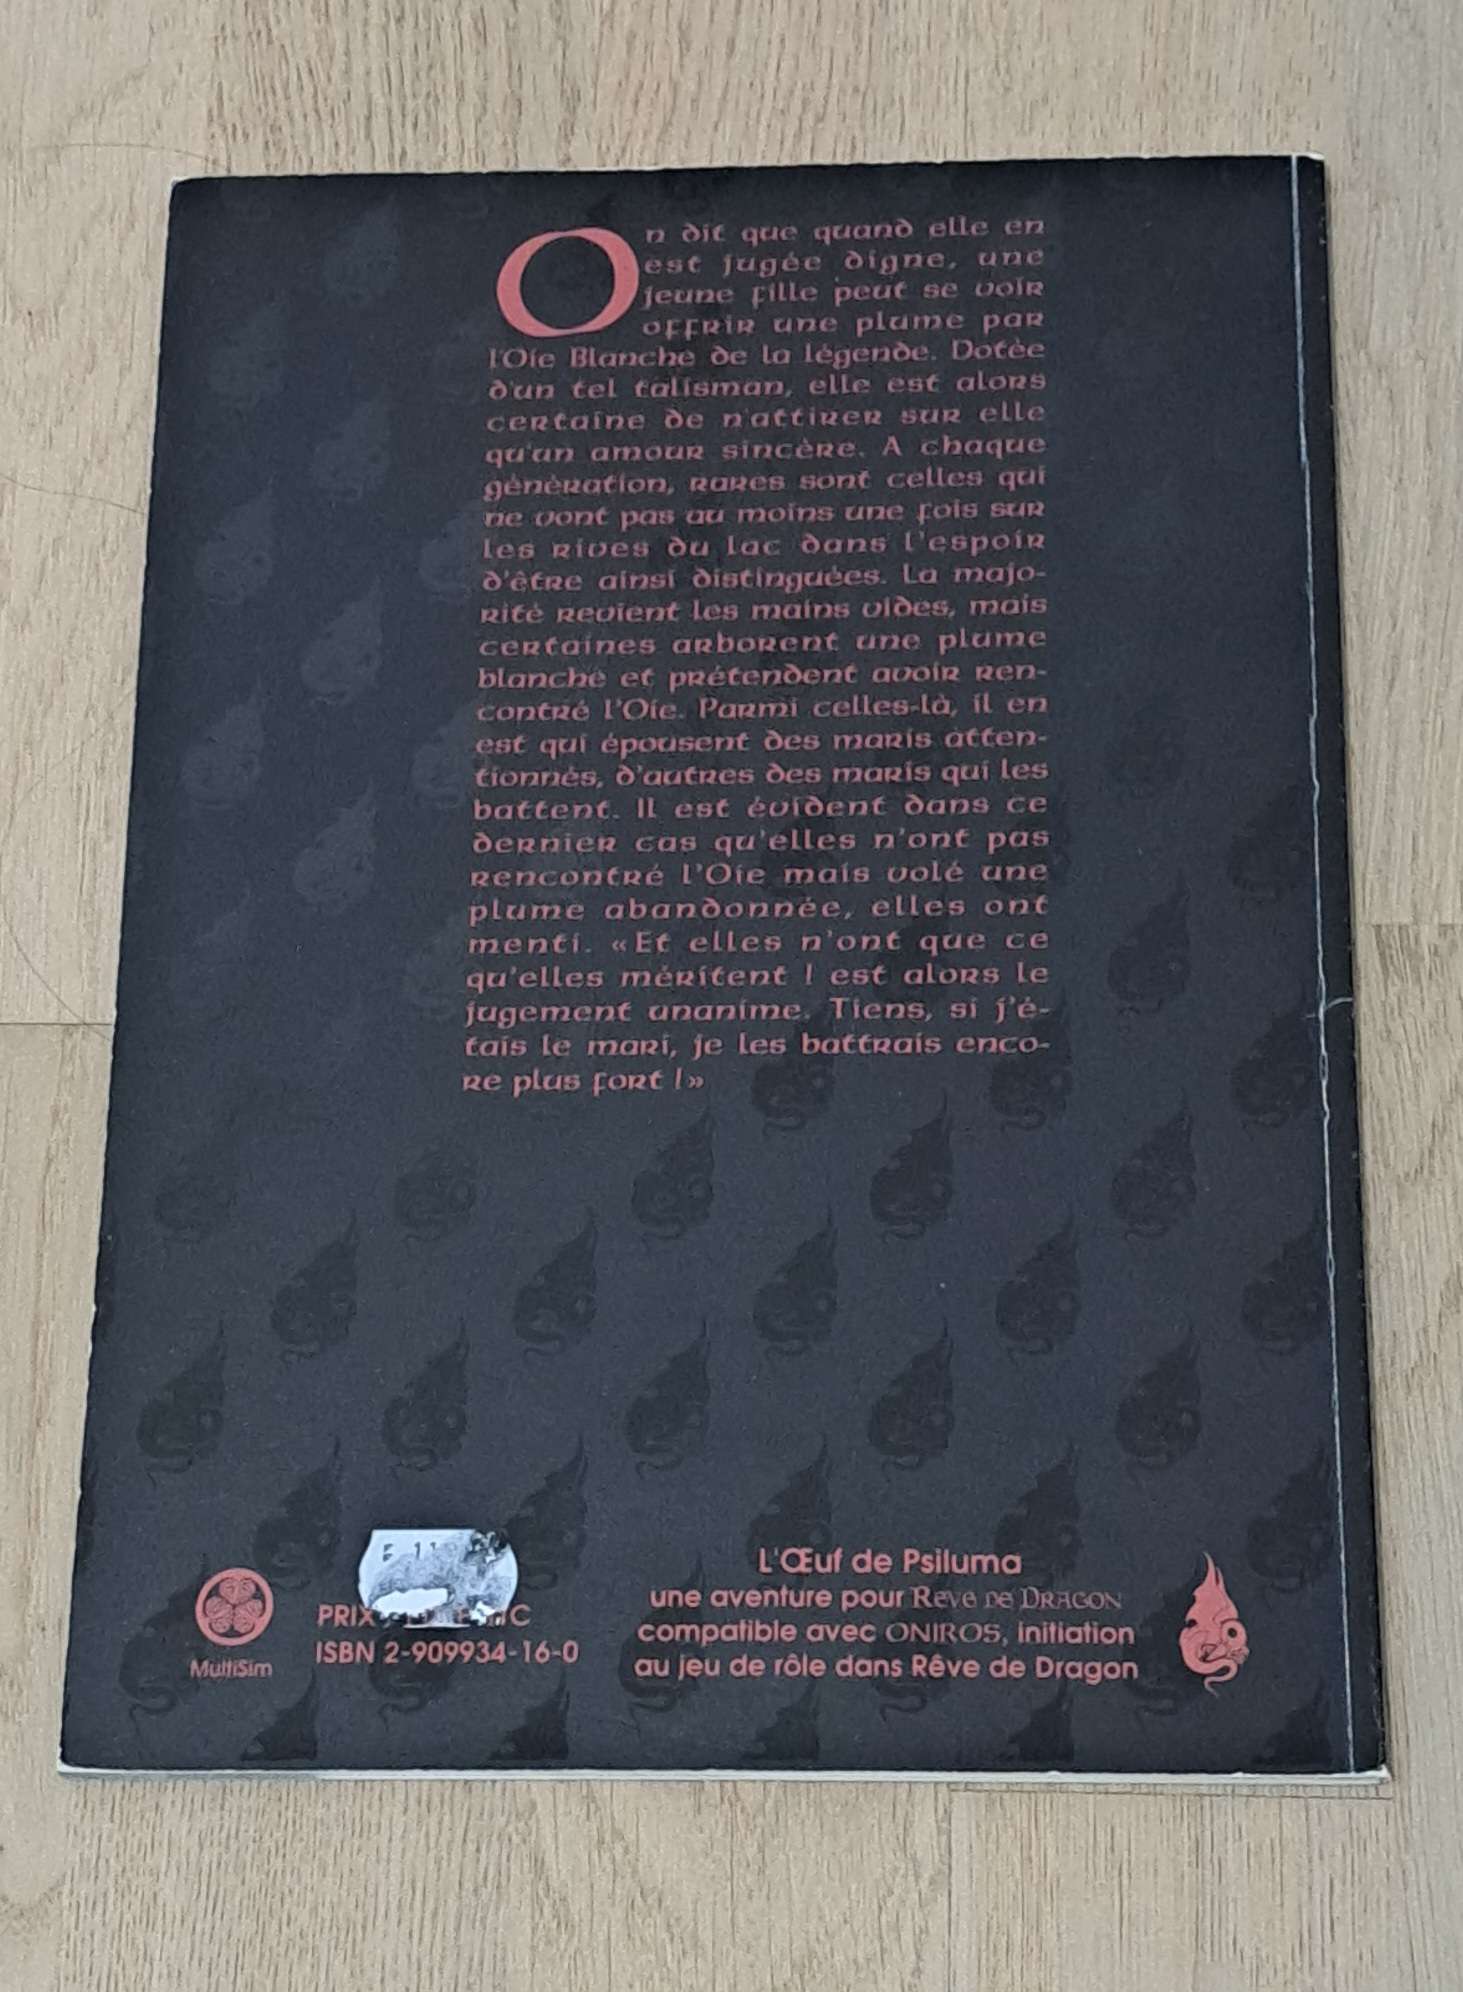 On dit que quand elle en
est jugée digne, une
jeune fille peut se voir
offrir une plume par
l'Oie Blanche de la légende. Dotée
d'un tel talisman, elle est alors
certaine de n'attirer sur elle
qu'un amour sincère. A chaque
génération, rares sont celles qui
ne vont pas au moins une fois sur
les rives du lac dans l'espoir
d'être ainsi distinguées. La majo-
rité revient les mains vides, mais
certaines arborent une plume
blanche et prétendent avoir ren-
contré l'Oie. Parmi celles-là, il en
est qui épousent des maris atten-
tionnés, d'autres des maris qui les
battent. Il est évident dans ce
dernier cas qu'elles n'ont pas
rencontré l'Oie mais volé une
plume abandonnée, elles ont
menti. «Et elles n'ont que ce
qu'elles méritent ! est alors le
jugement unanime. Tiens, si j'é-
tais le mari, je les battrais enco-
re plus fort !»
MultiSim
PRIX
ISBN 2-909934-16-0
L'Œuf de Psiluma
une aventure pour Rêve de Dragon
compatible avec ONIROS, initiation
au jeu de rôle dans Rêve de Dragon